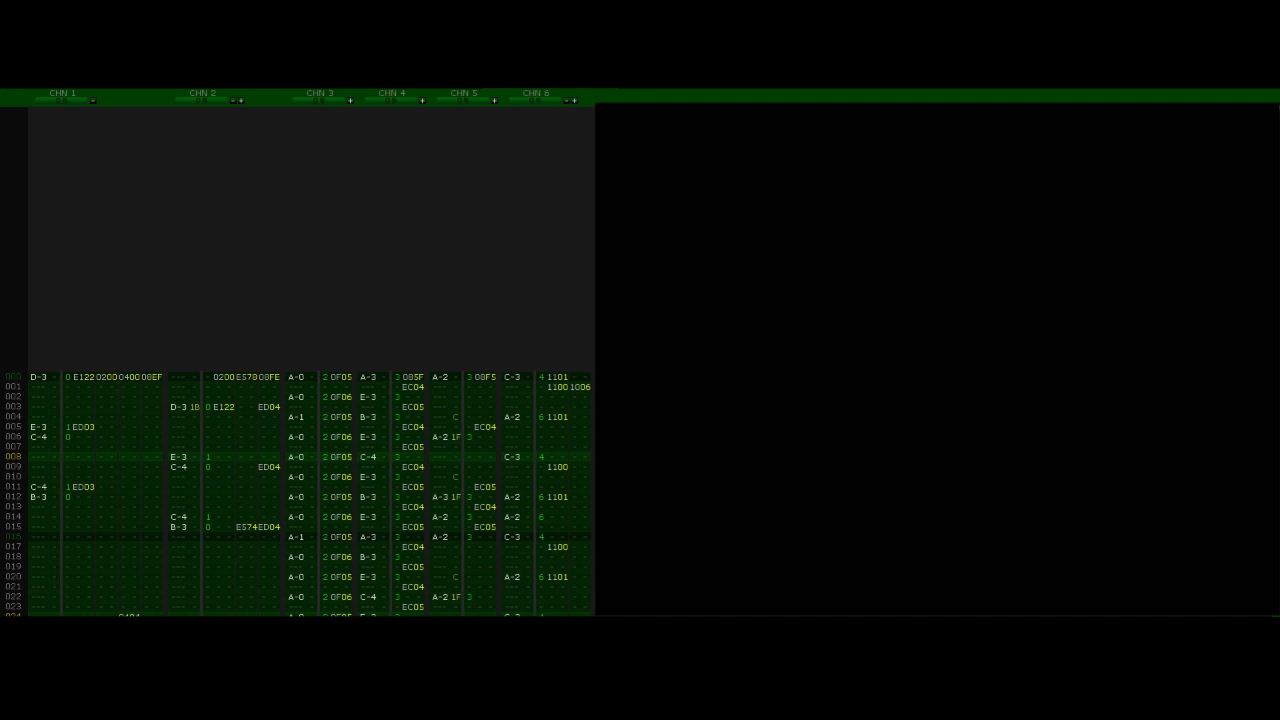 CHN 1 CHN 2 CHN 3 CHN 4 CHN 5 CHN 6
000 D-3 - 0 E122 0200 0400 08EF --- - - 0200 E578 08FE A-0 - 2 0F05 A-3 - 3 085F A-2 - 3 08F5 C-3 - 4 1101
001 EC04 1100 1006
002 A-0 - 2 0F06 E-3 - 3
003 D-3 1B 0 E122 ED04 EC05
004 A-1 - 2 0F05 B-3 - 3 C A-2 - 6 1101
005 E-3 - 1 ED03 EC04 EC04
006 C-4 - 0 A-0 - 2 0F06 E-3 - 3 A-2 1F 3
007 EC05
008 E-3 - 1 A-0 - 2 0F05 C-4 - 3 C-3 - 4
009 C-4 - 0 ED04 EC04 1100
010 A-0 - 2 0F06 E-3 - 3 C
011 C-4 - 1 ED03 EC05 EC05
012 B-3 - 0 A-0 - 2 0F05 B-3 - 3 A-3 1F 3 A-2 - 6 1101
013 EC04 EC04
014 C-4 - 1 A-0 - 2 0F06 E-3 - 3 A-2 - 3 A-2 - 6
015 B-3 - 0 E574 ED04 EC05 EC05
016 A-1 - 2 0F05 A-3 - 3 A-2 - 3 C-3 - 4
017 EC04 1100
018 A-0 - 2 0F06 B-3 - 3
019 EC05
020 A-0 - 2 0F05 E-3 - 3 C A-2 - 6 1101
021 EC04
022 A-0 - 2 0F06 C-4 - 3 A-2 1F 3
023 EC05